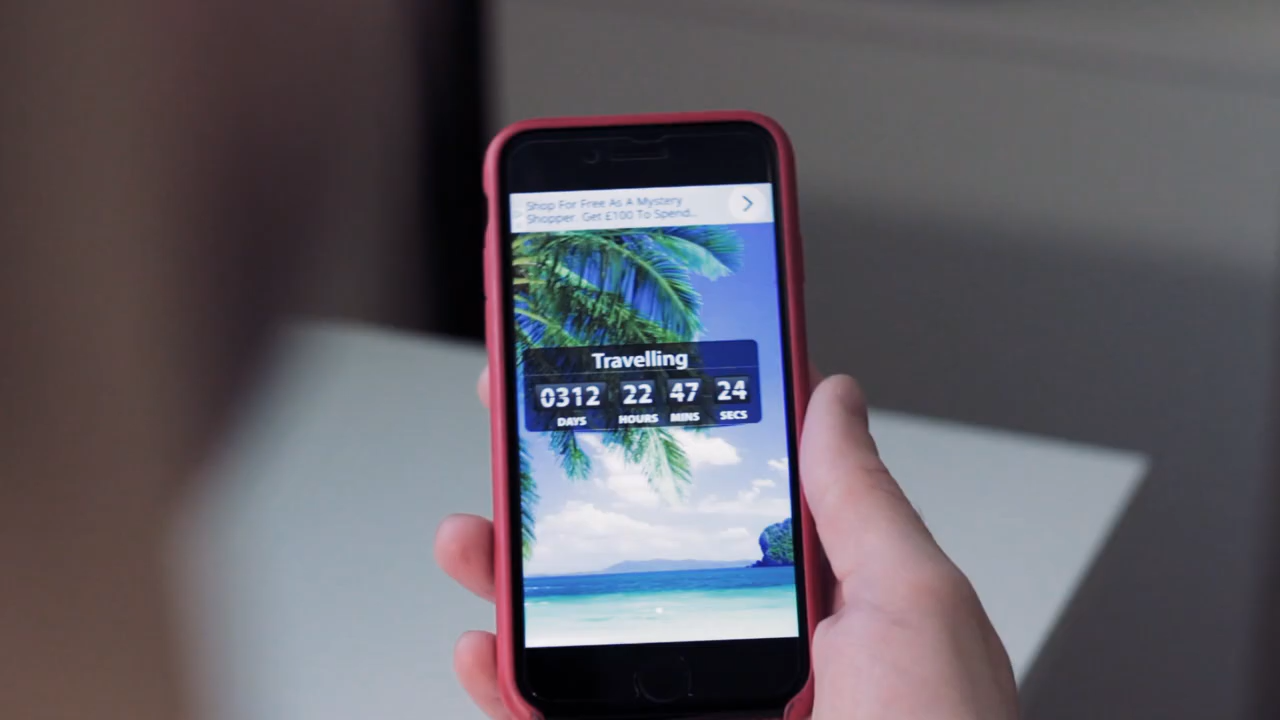 Shop For Free As A Mystery
Shopper. Get £100 To Spend...
Travelling
0312 22 47 24
DAYS HOURS MINS SECS